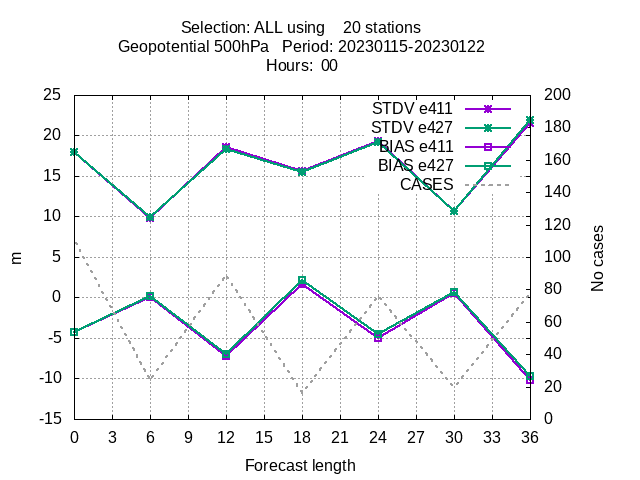 Selection: ALL using    20 stations
Geopotential 500hPa   Period: 20230115-20230122
Hours:  00
25
20
15
10
5
0
-5
-10
-15
m
STDV e411
STDV e427
BIAS e411
BIAS e427
CASES
200
180
160
140
120
100
80
60
40
20
0
No cases
0 3 6 9 12 15 18 21 24 27 30 33 36
Forecast length